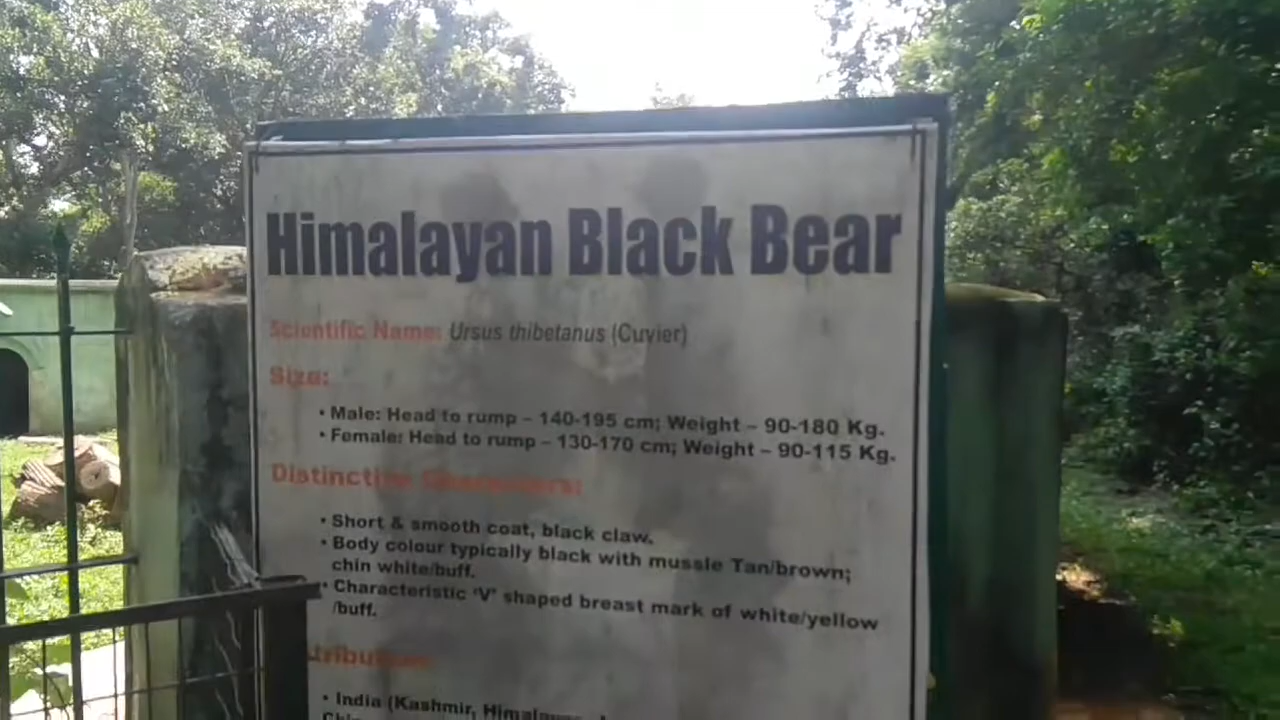 Himalayan Black Bear
Scientific Name: Ursus thibetanus (Cuvier)
Size:
• Male: Head to rump – 140-195 cm; Weight – 90-180 Kg.
• Female: Head to rump – 130-170 cm; Weight – 90-115 Kg.
Distinctive Characters:
• Short & smooth coat, black claw.
• Body colour typically black with mussle Tan/brown;
chin white/buff.
• Characteristic ‘V’ shaped breast mark of white/yellow
/buff.
• India (Kashmir,